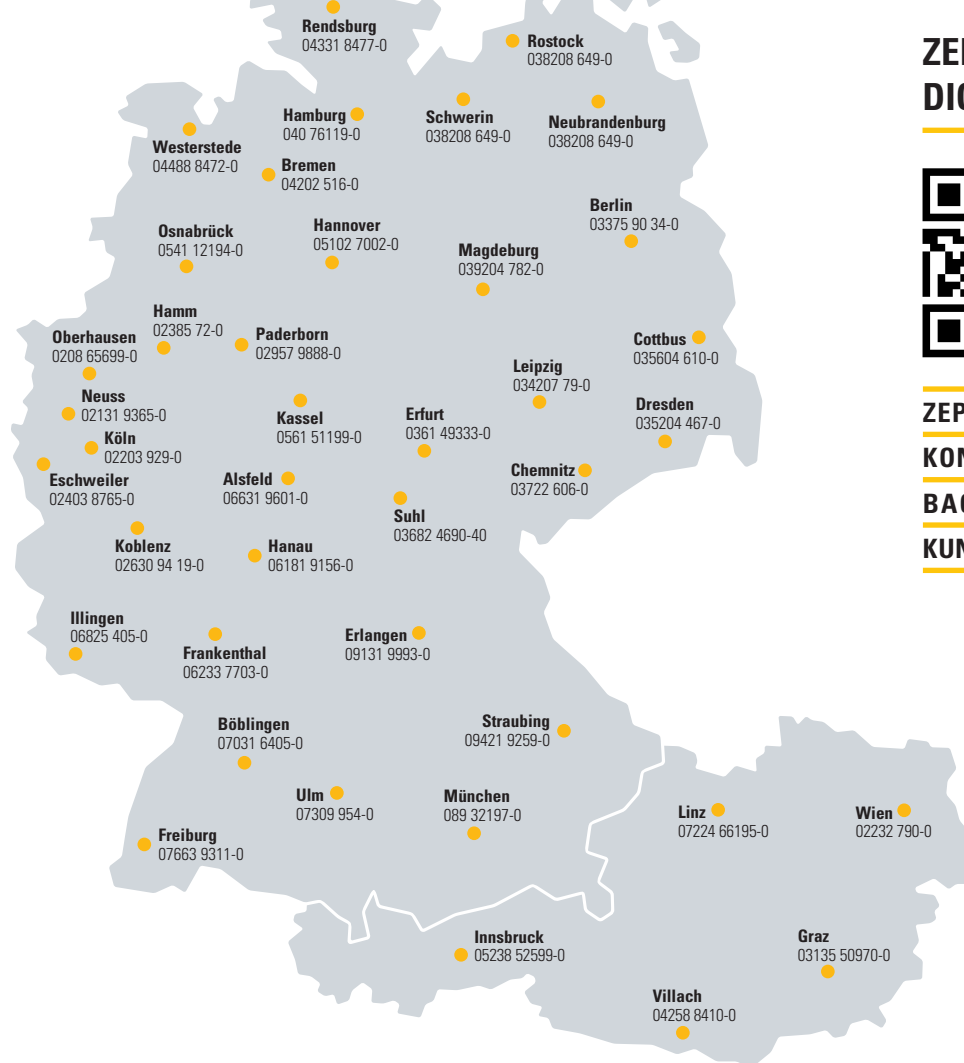 Rendsburg
04331 8477-0
Rostock
038208 649-0
Hamburg
040 76119-0
Schwerin
038208 649-0
Neubrandenburg
038208 649-0
Westerstede
04488 8472-0
Bremen
04202 516-0
Berlin
03375 90 34-0
Osnabrück
0541 12194-0
Hannover
05102 7002-0
Magdeburg
039204 782-0
Hamm
02385 72-0
Oberhausen
0208 65699-0
Paderborn
02957 9888-0
Cottbus
035604 610-0
Leipzig
034207 79-0
Neuss
02131 9365-0
Kassel
0561 51199-0
Erfurt
0361 49333-0
Dresden
035204 467-0
Köln
02203 929-0
Eschweiler
02403 8765-0
Alsfeld
06631 9601-0
Chemnitz
03722 606-0
Suhl
03682 4690-40
Koblenz
02630 94 19-0
Hanau
06181 9156-0
Illingen
06825 405-0
Frankenthal
06233 7703-0
Erlangen
09131 9993-0
Böblingen
07031 6405-0
Straubing
09421 9259-0
Ulm
07309 954-0
München
089 32197-0
Linz
07224 66195-0
Wien
02232 790-0
Freiburg
07663 9311-0
Innsbruck
05238 52599-0
Graz
03135 50970-0
Villach
04258 8410-0
ZEP
KON
KUN